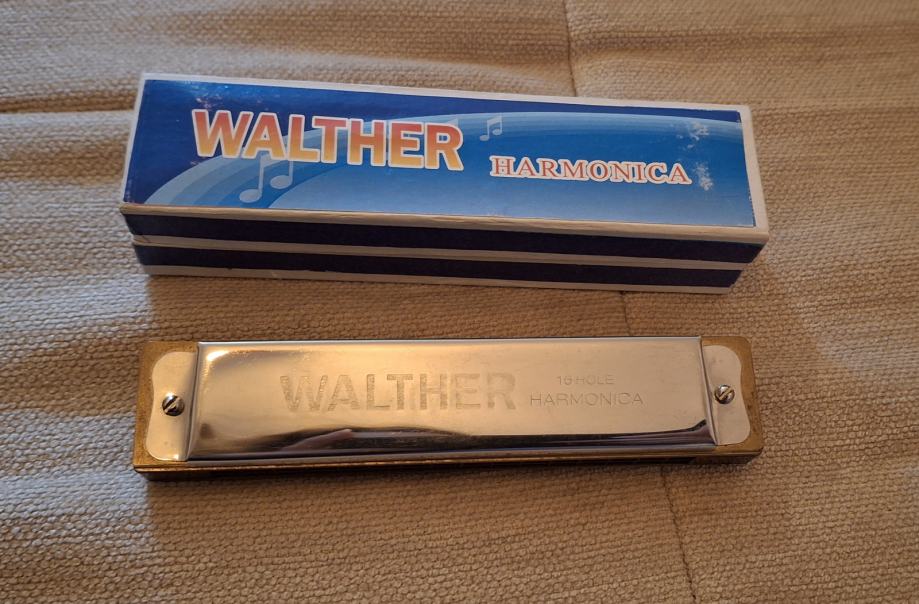 WALTHER
HARMONICA
WALTHER
16 HOLE
HARMONICA